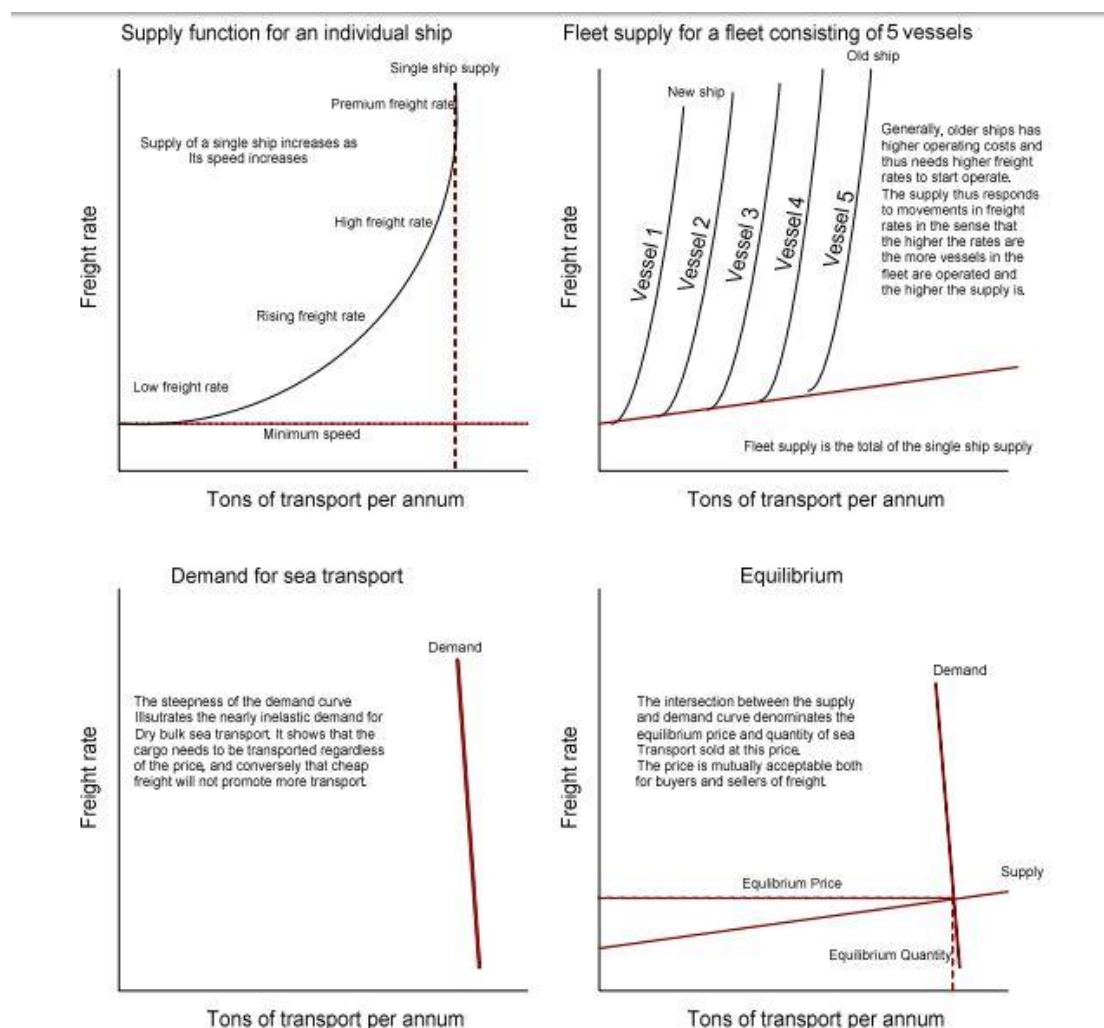 Supply function for an individual ship
Single ship supply
Premium freight rate
Supply of a single ship increases as
Its speed increases
High freight rate
Rising freight rate
Low freight rate
Minimum speed
Freight rate
Tons of transport per annum
Fleet supply for a fleet consisting of 5 vessels
Old ship
New ship
Generally, older ships has
higher operating costs and
thus needs higher freight
rates to start operate.
The supply thus responds
to movements in freight
rates in the sense that
the higher the rates are
the more vessels in the
fleet are operated and
the higher the supply is.
Vessel 1
Vessel 2
Vessel 3
Vessel 4
Vessel 5
Fleet supply is the total of the single ship supply
Freight rate
Tons of transport per annum
Demand for sea transport
Demand
The steepness of the demand curve
Illsutrates the nearly inelastic demand for
Dry bulk sea transport. It shows that the
cargo needs to be transported regardless
of the price, and conversely that cheap
freight will not promote more transport.
Freight rate
Tons of transport per annum
Equilibrium
Demand
The intersection between the supply
and demand curve denominates the
equilibrium price and quantity of sea
Transport sold at this price.
The price is mutually acceptable both
for buyers and sellers of freight.
Supply
Equlibrium Price
Equilibrium Quantity
Freight rate
Tons of transport per annum